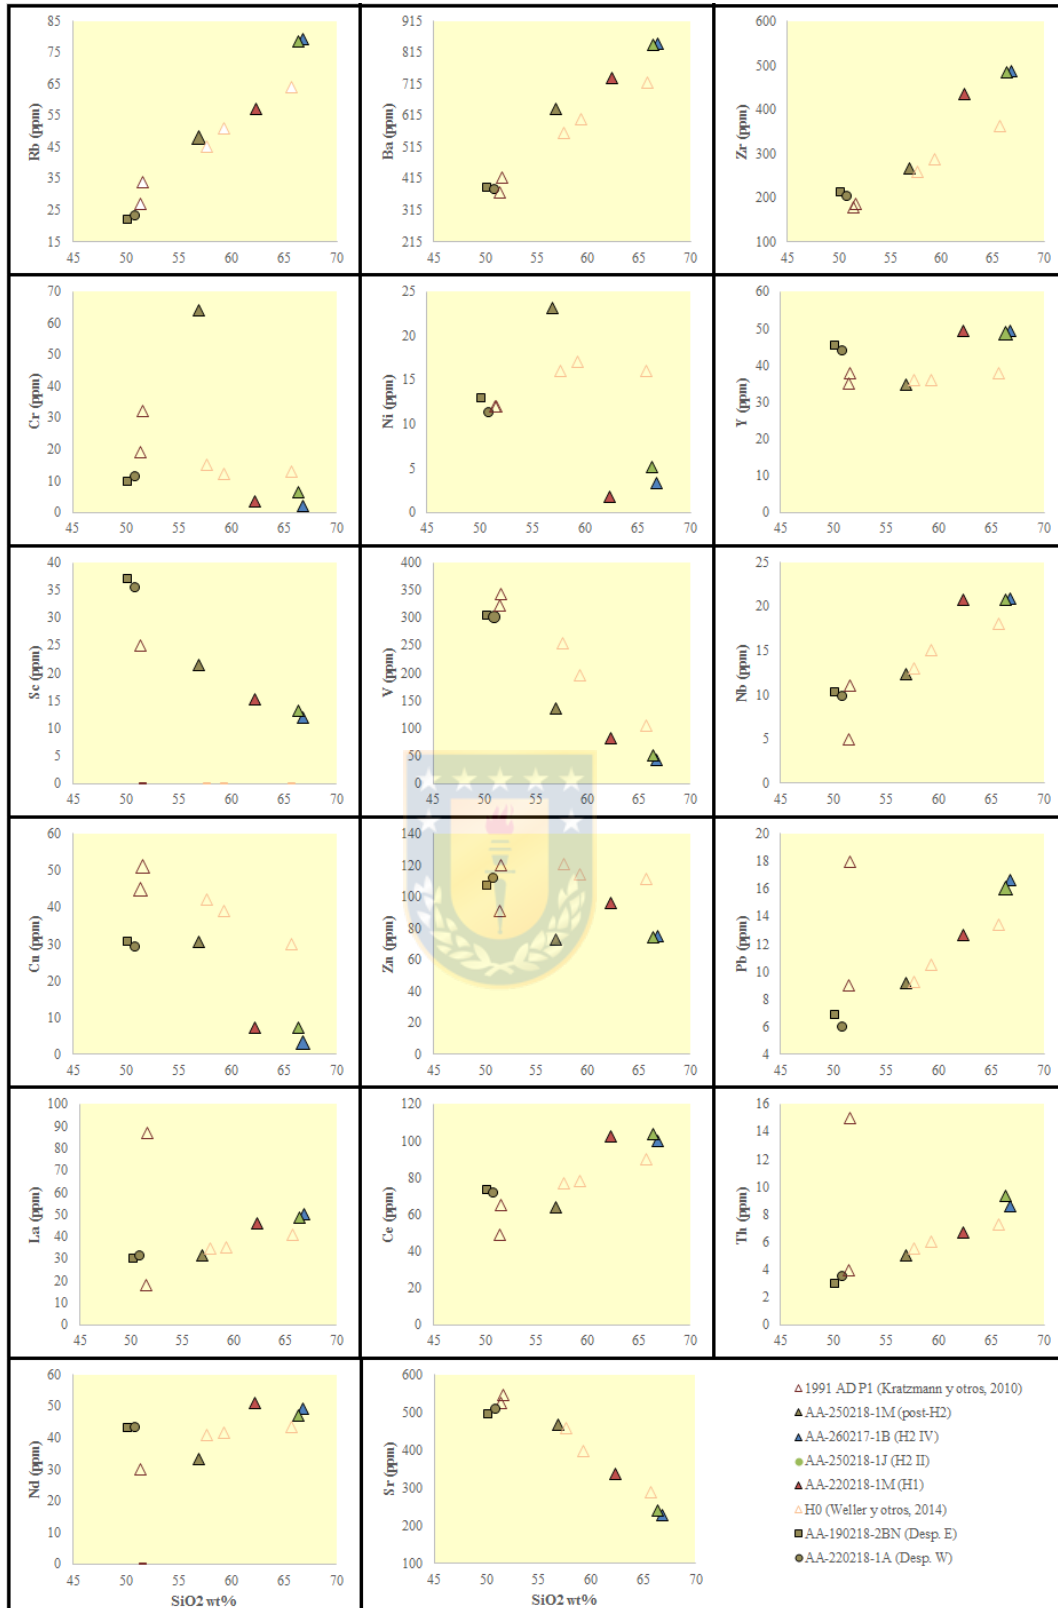 85
75
65
55
45
35
25
15
Rb (ppm)
45 50 55 60 65 70
915
815
715
615
515
415
315
215
Ba (ppm)
45 50 55 60 65 70
600
500
400
300
200
100
Zr (ppm)
45 50 55 60 65 70
70
60
50
40
30
20
10
0
Cr (ppm)
45 50 55 60 65 70
25
20
15
10
5
0
Ni (ppm)
45 50 55 60 65 70
60
50
40
30
20
10
0
Y (ppm)
45 50 55 60 65 70
40
35
30
25
20
15
10
5
0
Sc (ppm)
45 50 55 60 65 70
400
350
300
250
200
150
100
50
0
V (ppm)
45 50 55 60 65 70
25
20
15
10
5
0
Nb (ppm)
45 50 55 60 65 70
60
50
40
30
20
10
0
Cu (ppm)
45 50 55 60 65 70
140
120
100
80
60
40
20
0
Zn (ppm)
45 50 55 60 65 70
20
18
16
14
12
10
8
6
4
Pb (ppm)
45 50 55 60 65 70
100
90
80
70
60
50
40
30
20
10
0
La (ppm)
45 50 55 60 65 70
120
100
80
60
40
20
0
Ce (ppm)
45 50 55 60 65 70
16
14
12
10
8
6
4
2
0
Th (ppm)
45 50 55 60 65 70
60
50
40
30
20
10
0
Nd (ppm)
45 50 55 60 65 70
SiO2 wt%
600
500
400
300
200
100
Sr (ppm)
45 50 55 60 65 70
SiO2 wt%
1991 ADP1 (Kratzmann y otros, 2010)
AA-250218-1M (post-H2)
AA-260217-1B (H2 IV)
AA-250218-1J (H2 II)
AA-220218-1M (H1)
H0 (Weller y otros, 2014)
AA-190218-2BN (Desp. E)
AA-220218-1A (Desp. W)